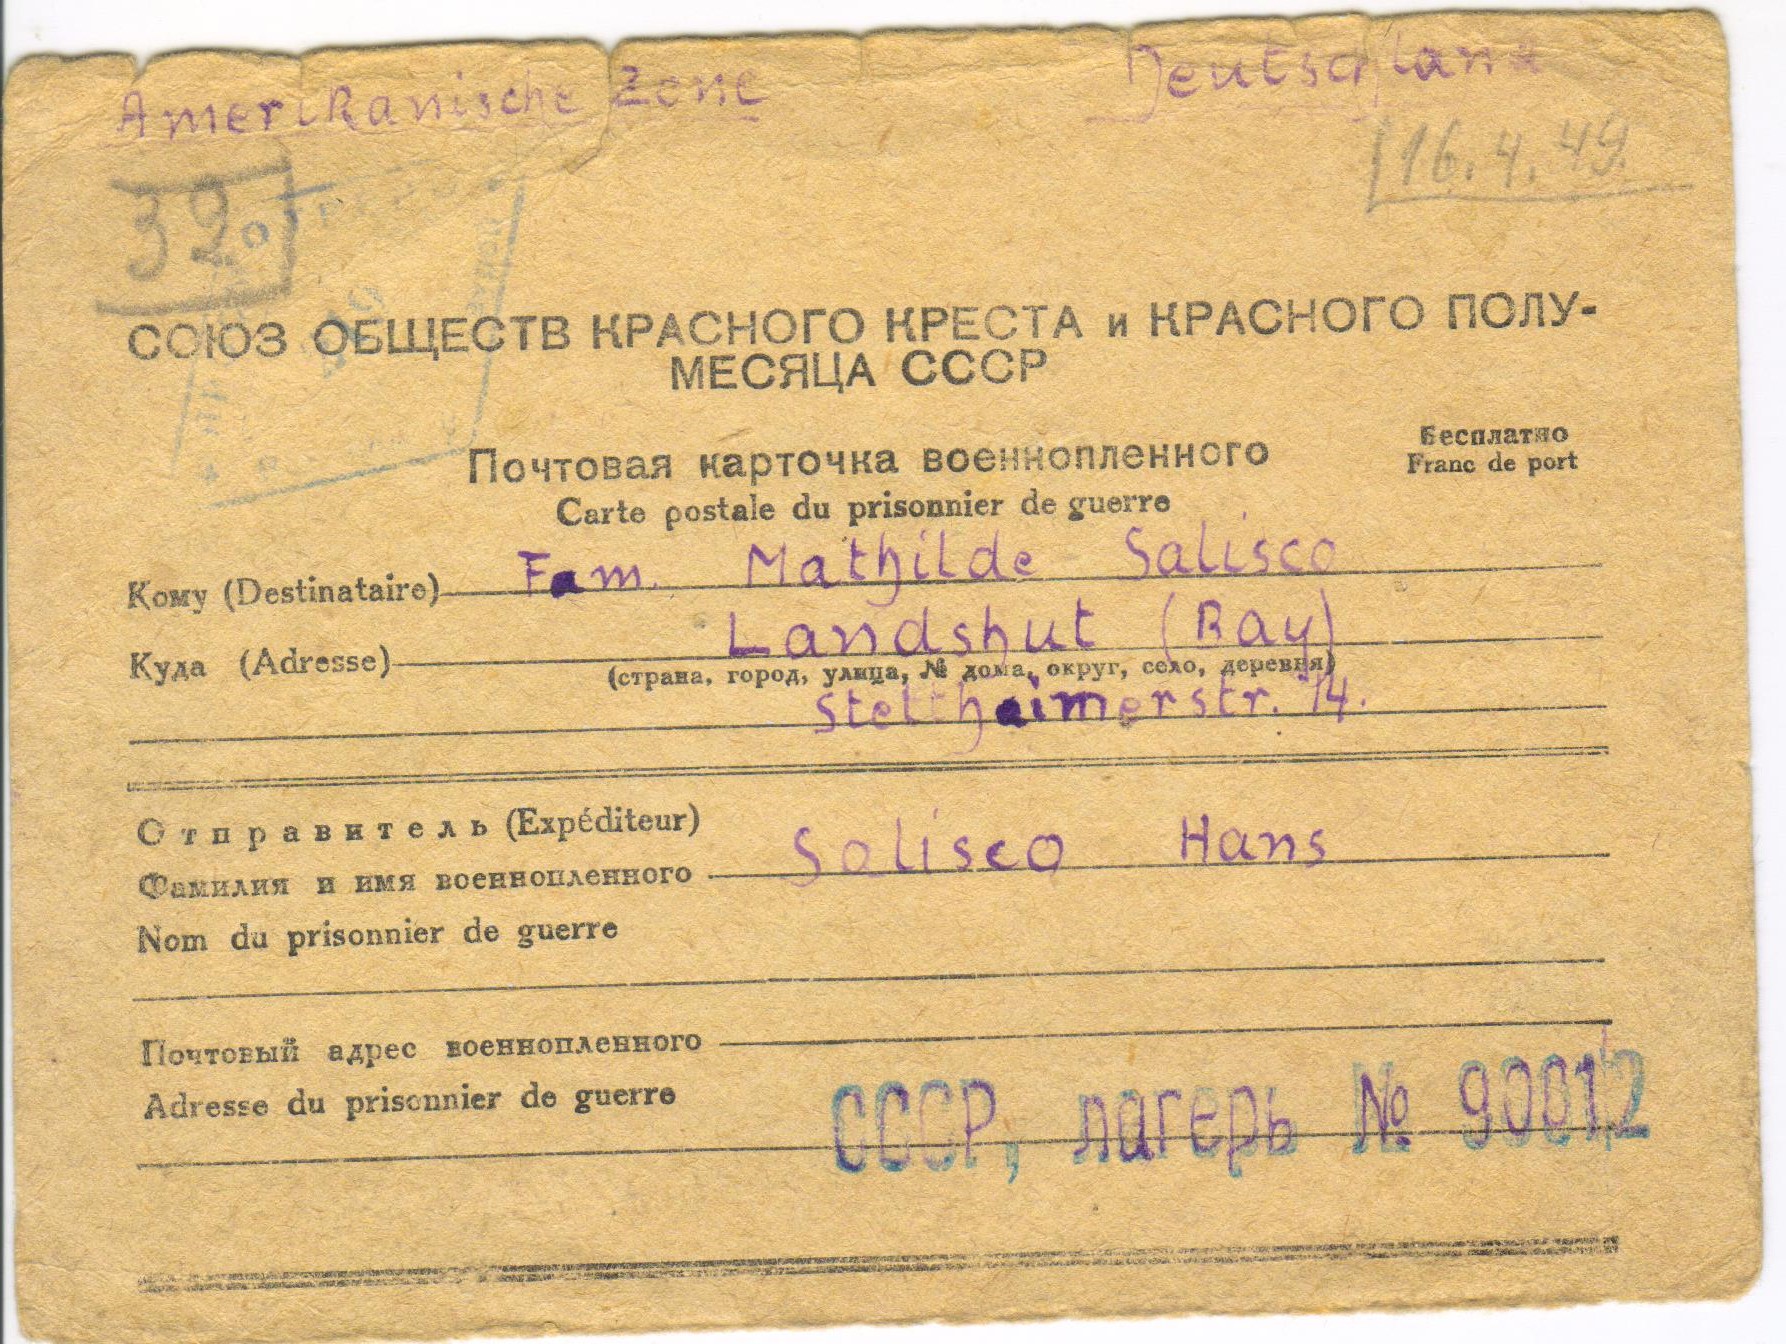 Amerikanische Zone Deutschland
16.4.49.
32
СОЮЗ ОБЩЕСТВ КРАСНОГО КРЕСТА и КРАСНОГО ПОЛУ-
МЕСЯЦА СССР
Почтовая карточка военнопленного
Бесплатно
Carte postale du prisonnier de guerre
Franc de port
Кому (Destinataire) Fam. Mathilde Salisco
Куда (Adresse) Landshut (Bay)
(страна, город, улица, № дома, округ, село, деревня)
Stettheimerstr. 14.
Отправитель (Expéditeur)
Фамилия и имя военнопленного Salisco Hans
Nom du prisonnier de guerre
Почтовый адрес военнопленного
Adresse du prisonnier de guerre
СССР, лагерь № 90012